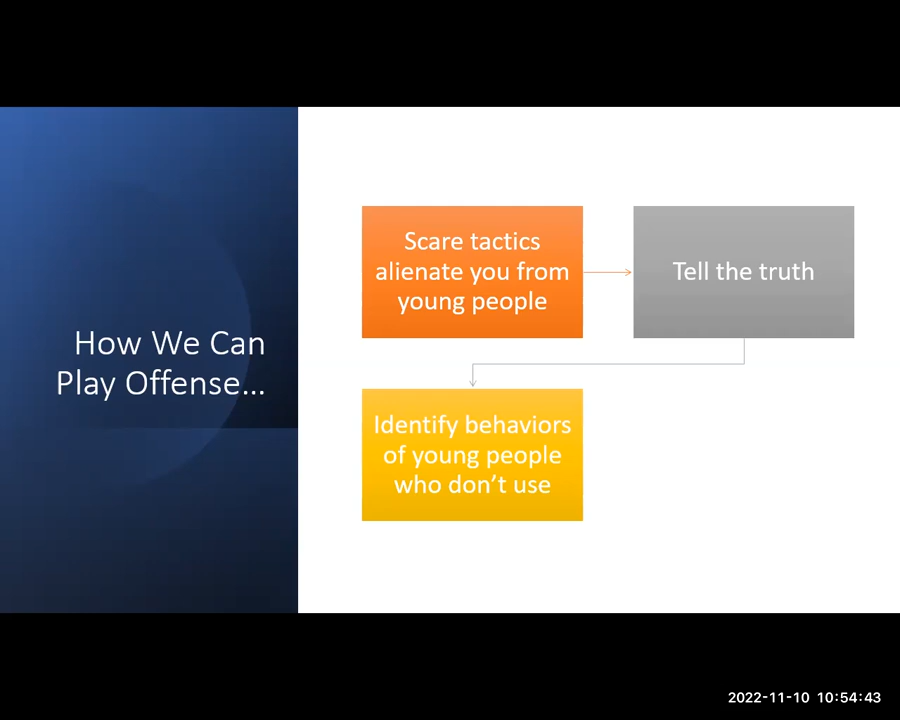 How We Can
Play Offense...
Scare tactics
alienate you from
young people
Tell the truth
Identify behaviors
of young people
who don’t use
2022-11-10 10:54:43